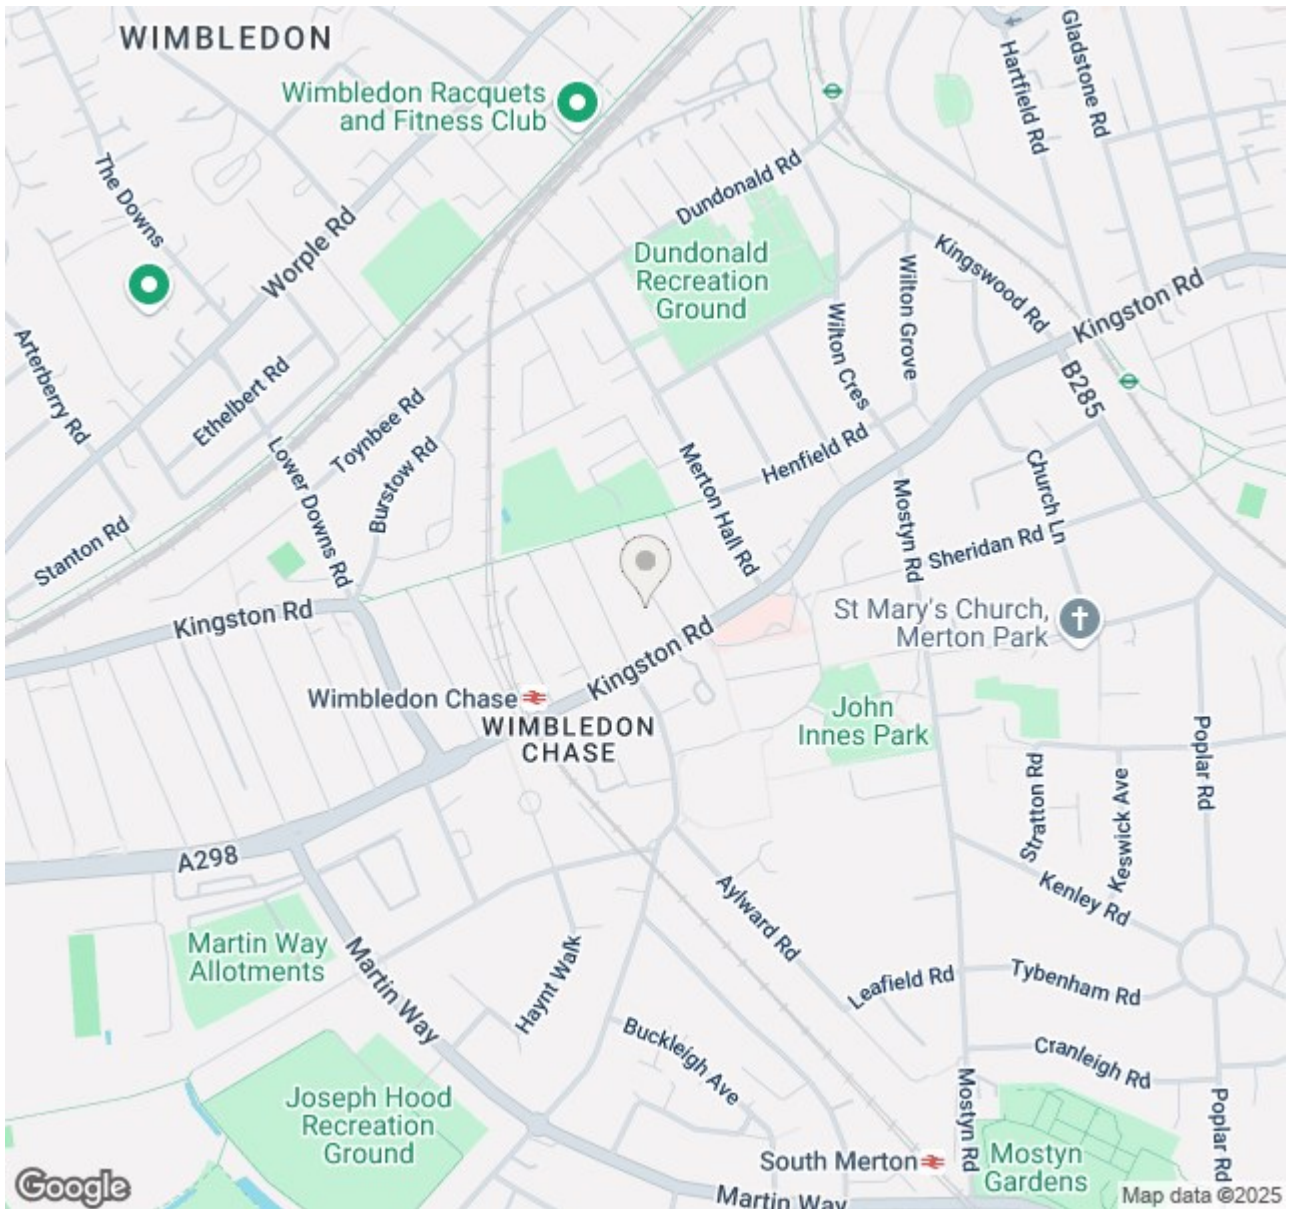 WIMBLEDON
Gladstone Rd
Hartfield Rd
Wimbledon Racquets
and Fitness Club
The Downs
Dundonald Rd
Worple Rd
Dundonald
Recreation
Ground
Kingswood Rd
Wilton Grove
Kingston Rd
Wilton Cres
Arterberry Rd
Ethelbert Rd
B285
Toynbee Rd
Lower Downs Rd
Burstow Rd
Henfield Rd
Merton Hall Rd
Church Ln
Mostyn Rd
Stanton Rd
Sheridan Rd
Kingston Rd
St Mary's Church,
Merton Park
Kingston Rd
Wimbledon Chase
WIMBLEDON
CHASE
John
Innes Park
Poplar Rd
Stratton Rd
Keswick Ave
A298
Kenley Rd
Aylward Rd
Martin Way
Allotments
Martin Way
Haynt Walk
Leafield Rd
Tybenham Rd
Buckleigh Ave
Cranleigh Rd
Joseph Hood
Recreation
Ground
Mostyn Rd
Poplar Rd
South Merton
Mostyn
Gardens
Martin Way
Google
Map data ©2025